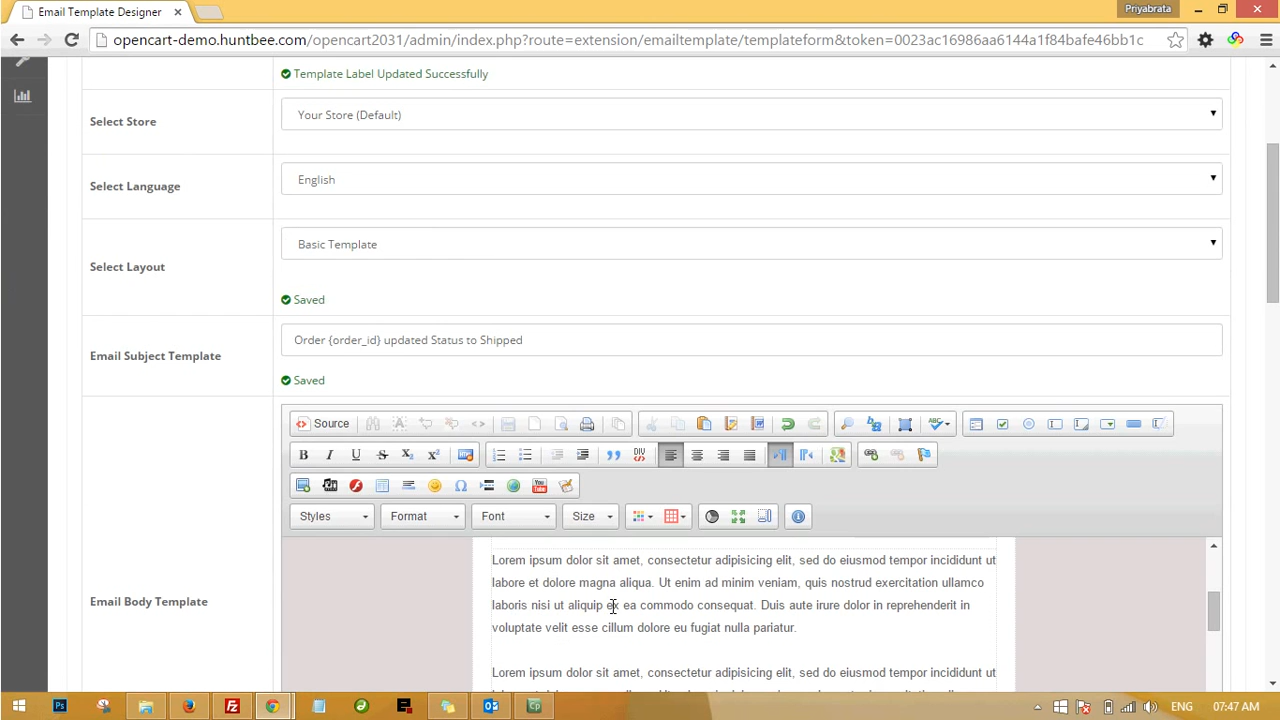 Email Template Designer
Priyabrata
opencart-demo.huntbee.com/opencart2031/admin/index.php?route=extension/emailtemplate/templateform&token=0023ac16986aa6144a1f84bafe46bb1c
Template Label Updated Successfully
Select Store
Your Store (Default)
Select Language
English
Select Layout
Basic Template
Saved
Email Subject Template
Order {order_id} updated Status to Shipped
Saved
Email Body Template
Source
Styles
Format
Font
Size
Lorem ipsum dolor sit amet, consectetur adipisicing elit, sed do eiusmod tempor incididunt ut
labore et dolore magna aliqua. Ut enim ad minim veniam, quis nostrud exercitation ullamco
laboris nisi ut aliquip ex ea commodo consequat. Duis aute irure dolor in reprehenderit in
voluptate velit esse cillum dolore eu fugiat nulla pariatur.
Lorem ipsum dolor sit amet, consectetur adipisicing elit, sed do eiusmod tempor incididunt ut
ENG
07:47 AM